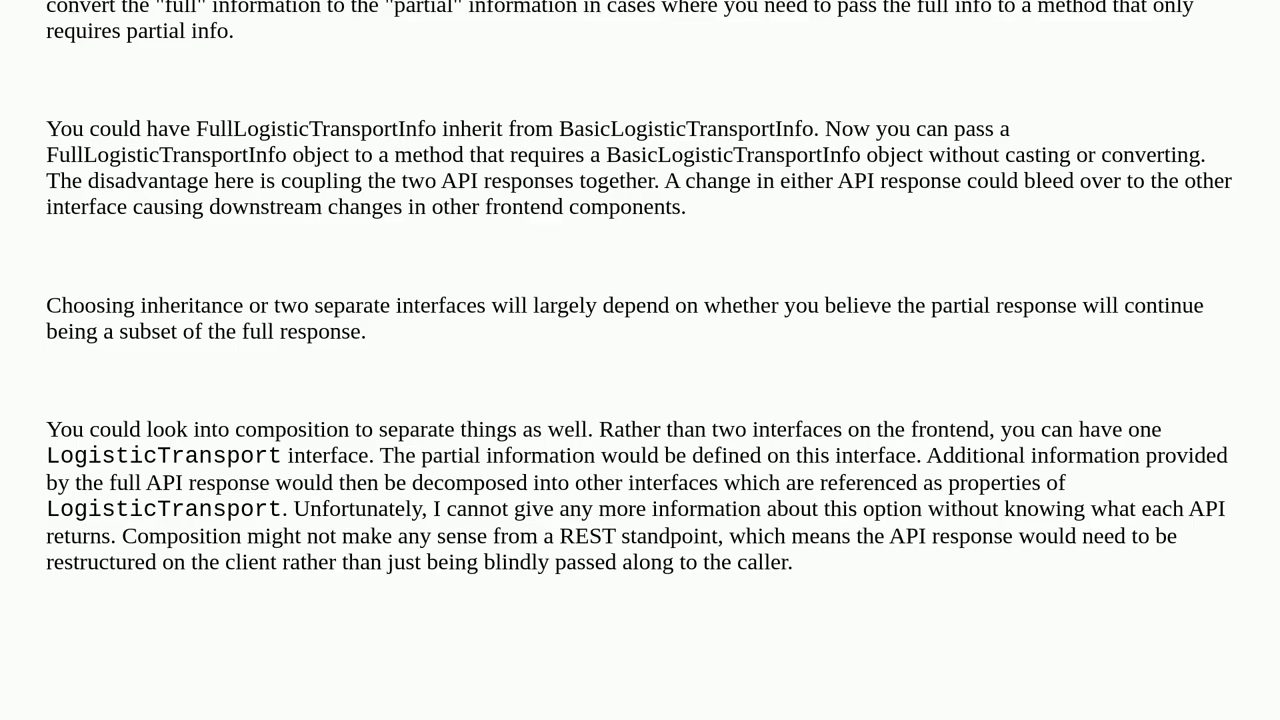 convert the "full" information to the "partial" information in cases where you need to pass the full info to a method that only
requires partial info.
You could have FullLogisticTransportInfo inherit from BasicLogisticTransportInfo. Now you can pass a
FullLogisticTransportInfo object to a method that requires a BasicLogisticTransportInfo object without casting or converting.
The disadvantage here is coupling the two API responses together. A change in either API response could bleed over to the other
interface causing downstream changes in other frontend components.
Choosing inheritance or two separate interfaces will largely depend on whether you believe the partial response will continue
being a subset of the full response.
You could look into composition to separate things as well. Rather than two interfaces on the frontend, you can have one
LogisticTransport interface. The partial information would be defined on this interface. Additional information provided
by the full API response would then be decomposed into other interfaces which are referenced as properties of
LogisticTransport. Unfortunately, I cannot give any more information about this option without knowing what each API
returns. Composition might not make any sense from a REST standpoint, which means the API response would need to be
restructured on the client rather than just being blindly passed along to the caller.